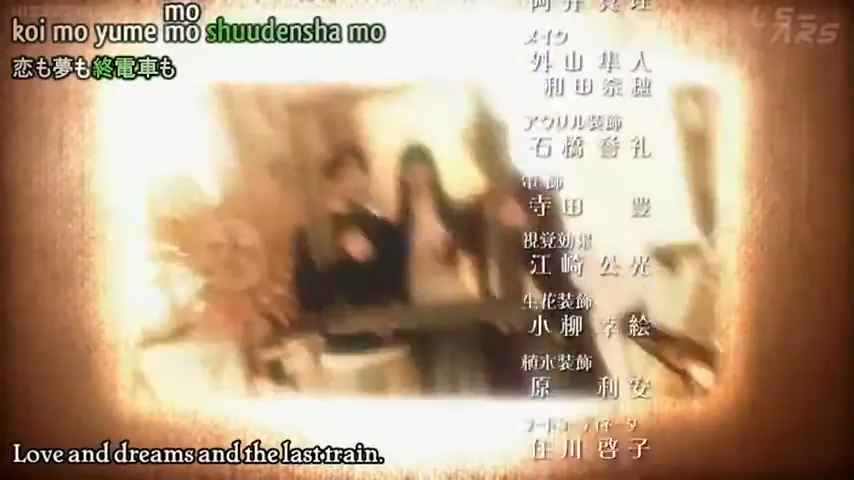 mo
koi mo yume mo shuudensha mo
恋も夢も終電車も
メイク
外山 隼人
和田奈穂
アクリル装飾
石橋誉礼
電飾
寺田 豊
視覚効果
江崎公光
生花装飾
小柳幸絵
植木装飾
原 利安
住川啓子
Love and dreams and the last train.